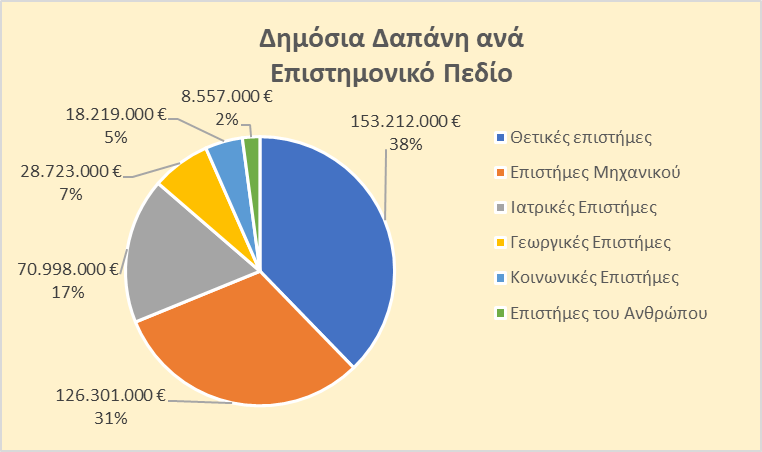 Δημόσια Δαπάνη ανά
Επιστημονικό Πεδίο
8.557.000 €
2%
18.219.000 €
5%
28.723.000 €
7%
70.998.000 €
17%
126.301.000 €
31%
153.212.000 €
38%
Θετικές επιστήμες
Επιστήμες Μηχανικού
Ιατρικές Επιστήμες
Γεωργικές Επιστήμες
Κοινωνικές Επιστήμες
Επιστήμες του Ανθρώπου